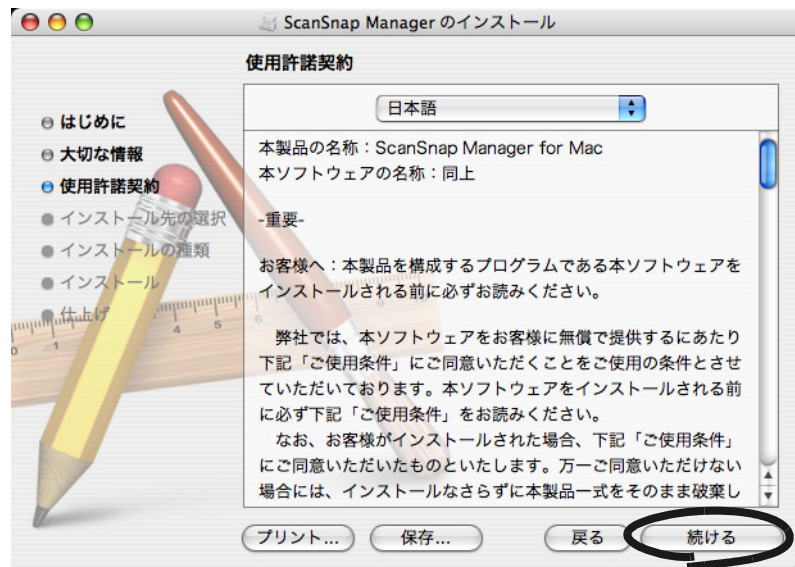 ScanSnap Manager のインストール
使用許諾契約
はじめに
大切な情報
使用許諾契約
インストール先の選択
インストールの種類
インストール
仕上げ
日本語
本製品の名称：ScanSnap Manager for Mac
本ソフトウェアの名称：同上
-重要-
お客様へ：本製品を構成するプログラムである本ソフトウェアを
インストールされる前に必ずお読みください。
弊社では、本ソフトウェアをお客様に無償で提供するにあたり
下記「ご使用条件」にご同意いただくことをご使用の条件とさせ
ていただいております。本ソフトウェアをインストールされる前
に必ず下記「ご使用条件」をお読みください。
なお、お客様がインストールされた場合、下記「ご使用条件」
にご同意いただいたものといたします。万一ご同意いただけない
場合には、インストールなさらずに本製品一式をそのまま破棄し
プリント... 保存... 戻る 続ける
0 1 4 5 6 9